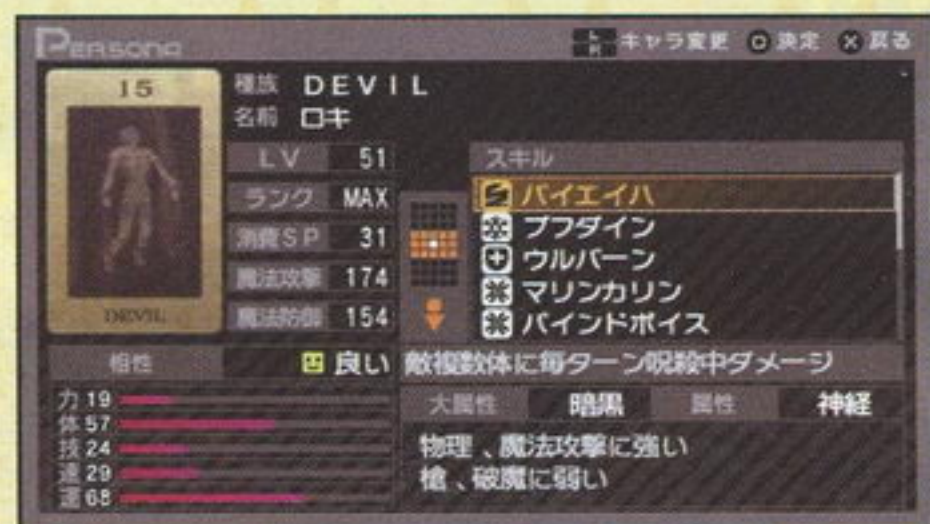 PERSONA
L R キャラ変更 ○ 決定 × 戻る
15
DEVIL
種族 DEVIL
名前 ロキ
LV 51
ランク MAX
消費SP 31
魔法攻撃 174
魔法防御 154
スキル
バイエイハ
ブフダイン
ウルバーン
マリンカリン
バインドボイス
相性 良い
敵複数体に毎ターン呪殺中ダメージ
力 19
体 57
技 24
速 29
運 68
大属性 暗黒 属性 神経
物理、魔法攻撃に強い
槍、破魔に弱い